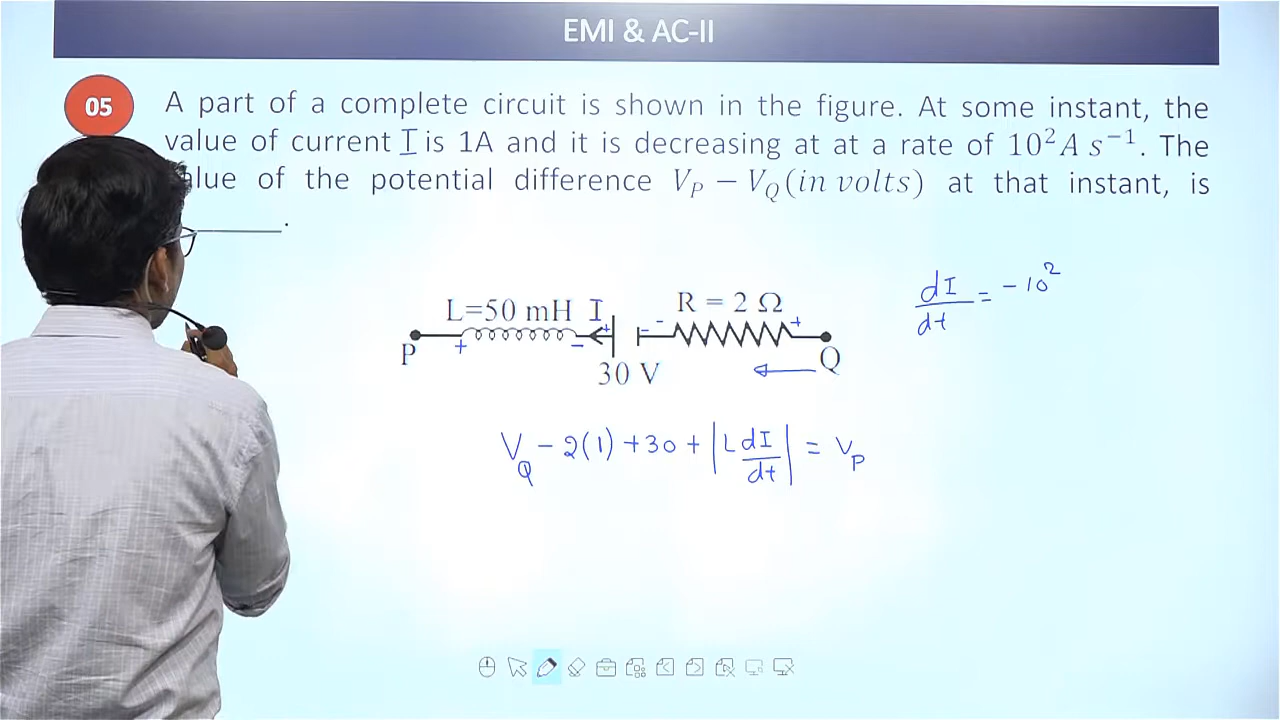 EMI & AC-II
05
A part of a complete circuit is shown in the figure. At some instant, the
value of current I is 1A and it is decreasing at at a rate of 10² A s⁻¹. The
alue of the potential difference V_P − V_Q (in volts) at that instant, is
.
L=50 mH I R = 2 Ω
+ - - - +
P + - 30 V Q
dI/dt = -10²
V_Q - 2(1) + 30 + |L dI/dt| = V_P